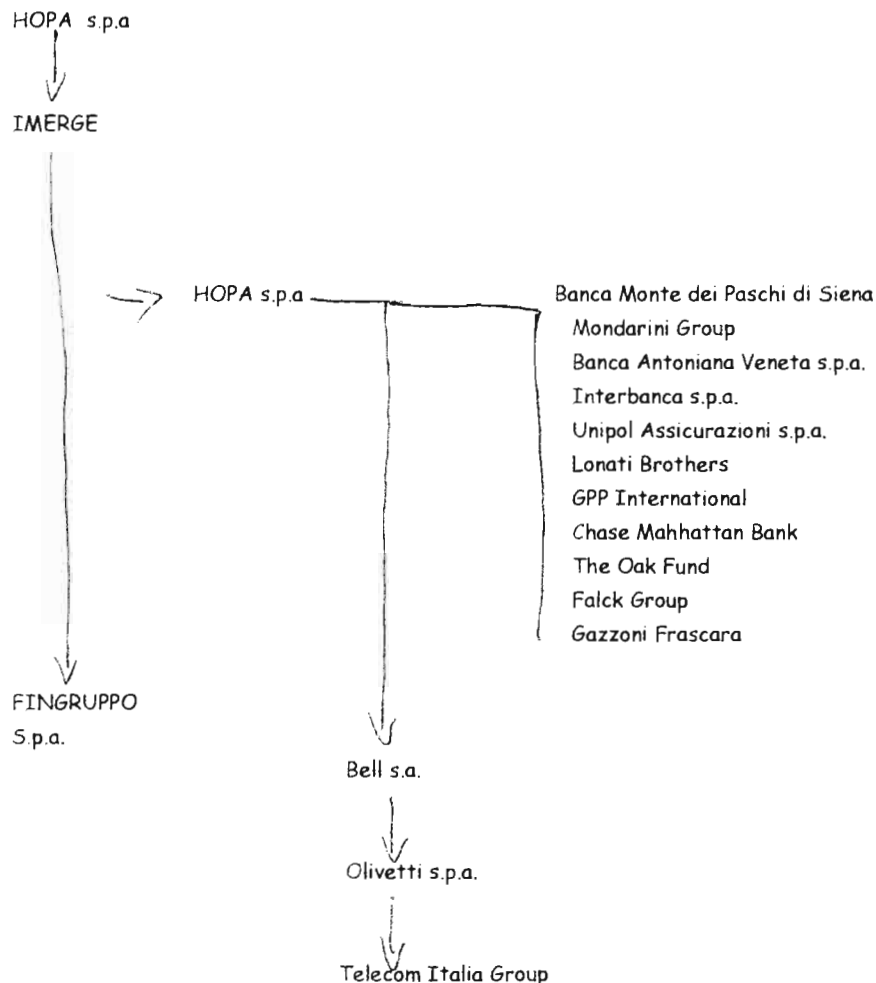 HOPA s.p.a
IMERGE
HOPA s.p.a
Banca Monte dei Paschi di Siena
Mondarini Group
Banca Antoniana Veneta s.p.a.
Interbanca s.p.a.
Unipol Assicurazioni s.p.a.
Lonati Brothers
GPP International
Chase Mahhattan Bank
The Oak Fund
Falck Group
Gazzoni Frascara
FINGRUPPO
S.p.a.
Bell s.a.
Olivetti s.p.a.
Telecom Italia Group